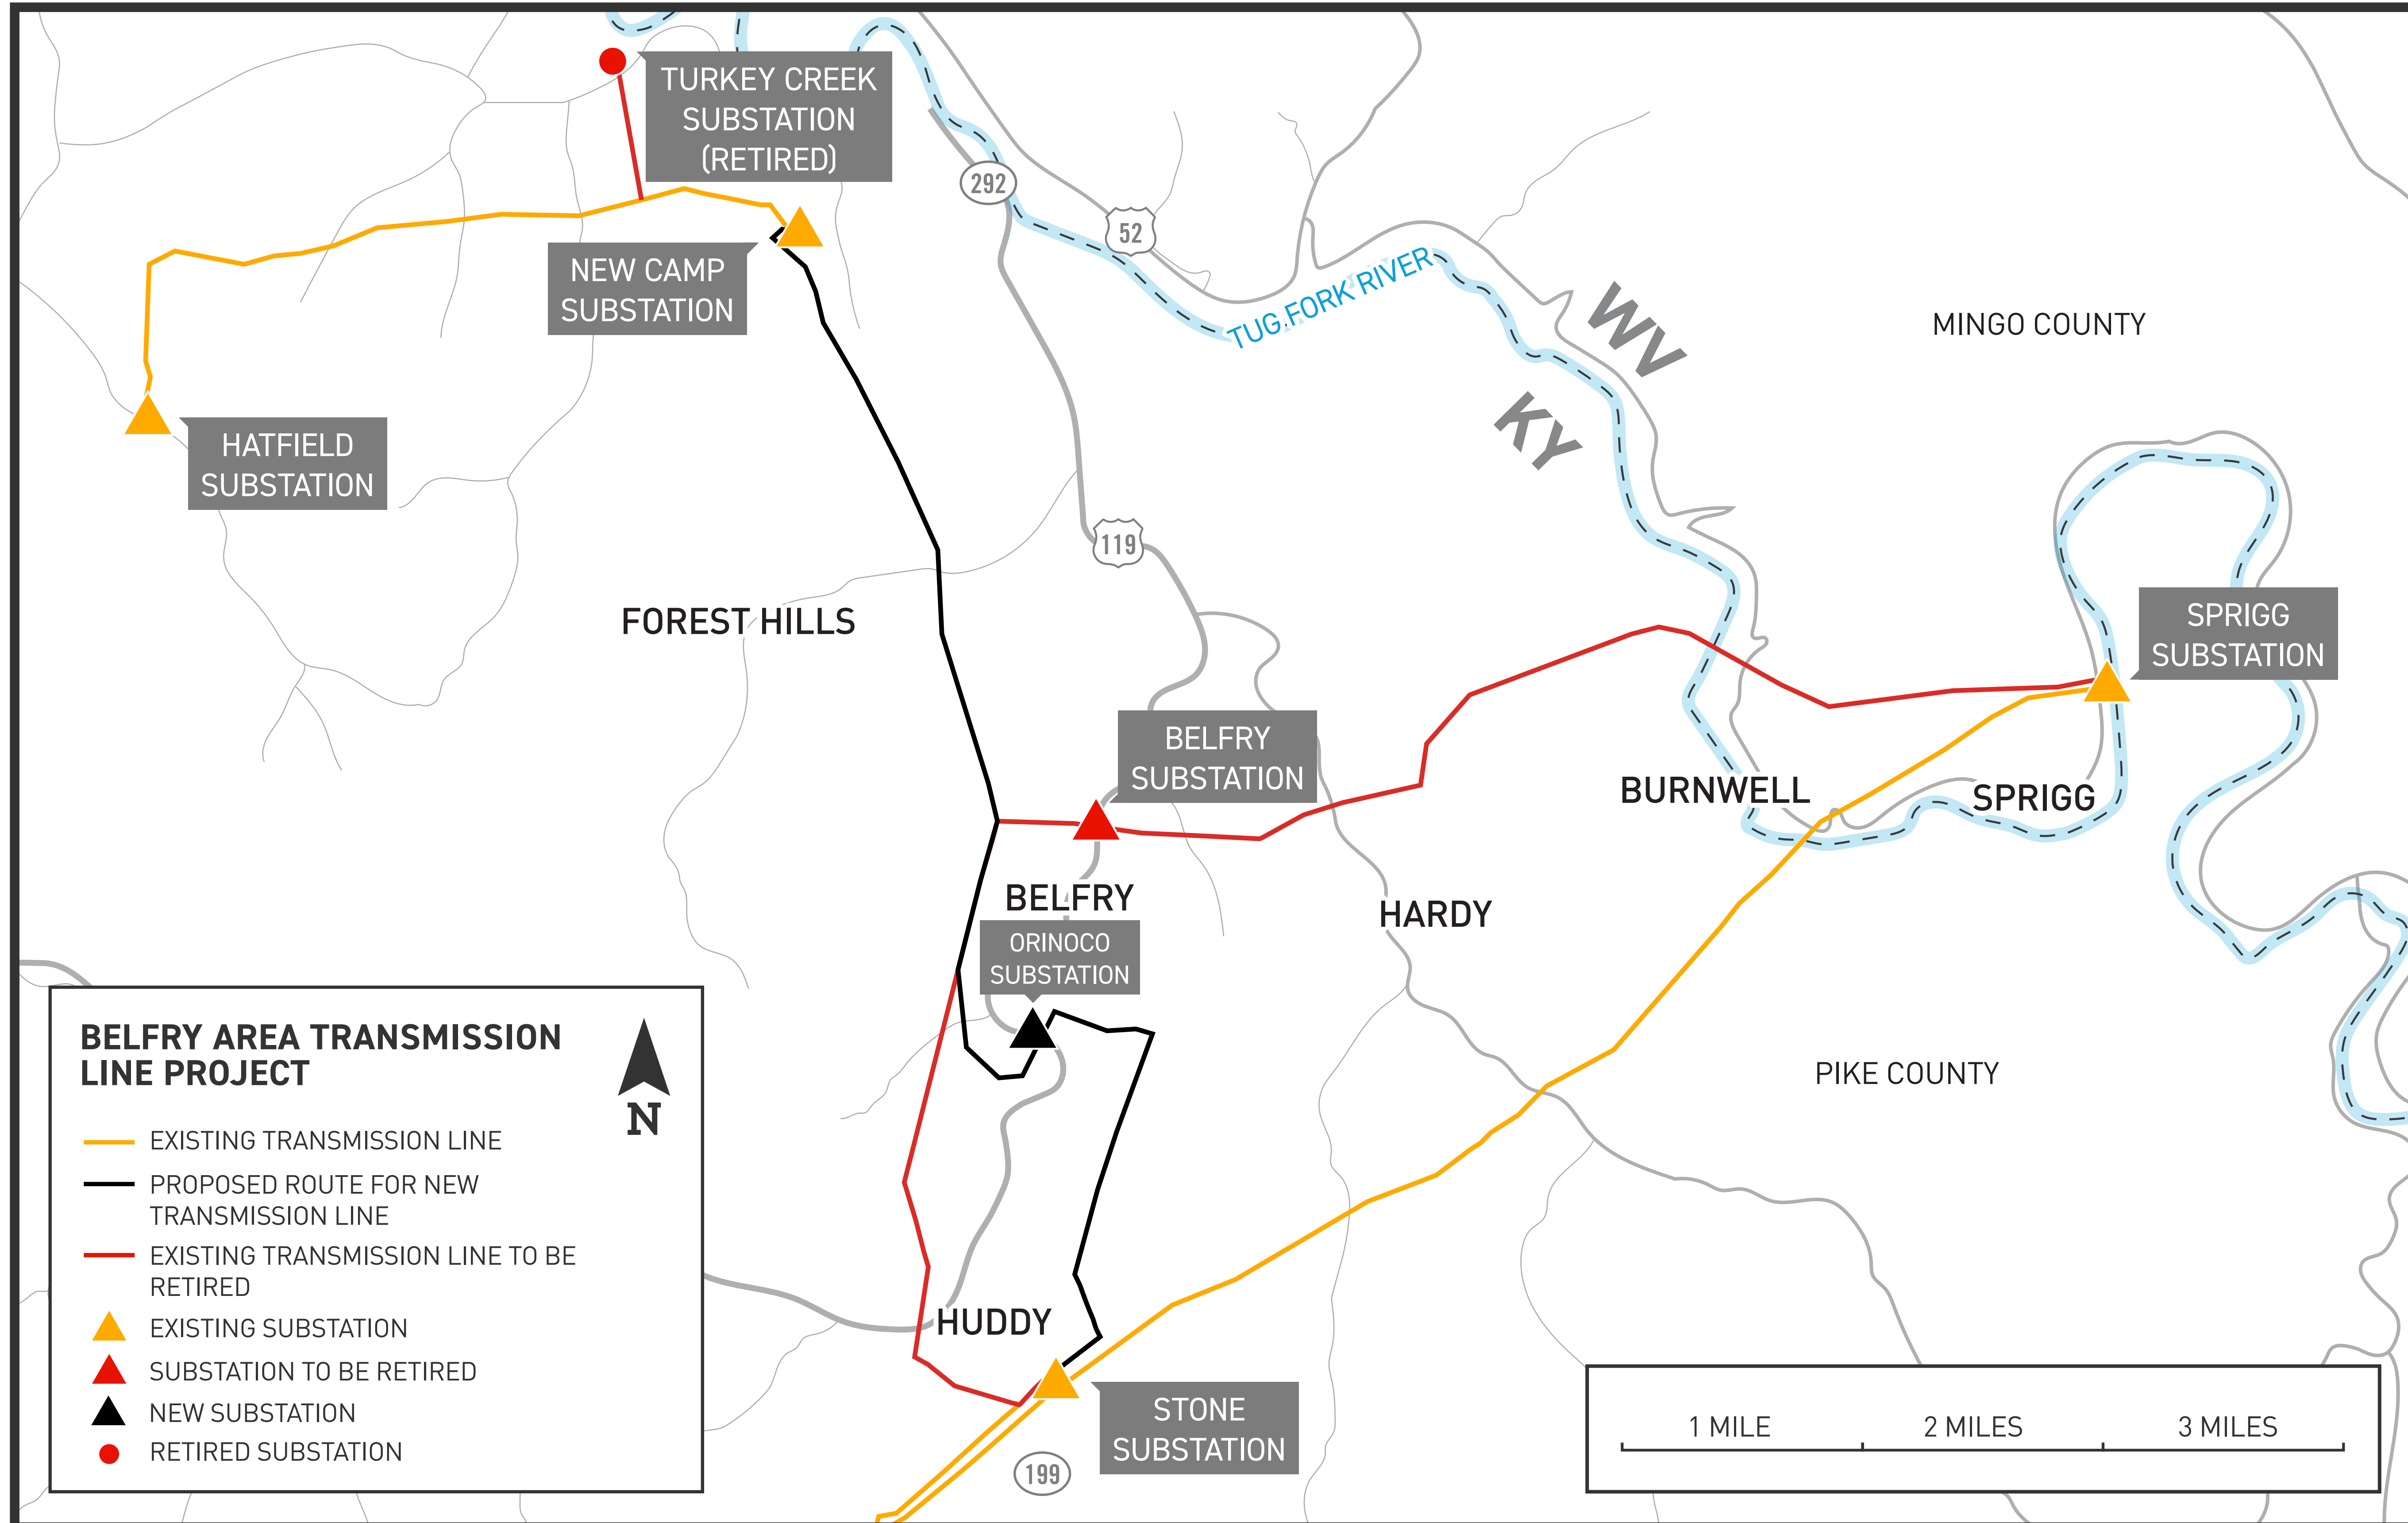 TURKEY CREEK
SUBSTATION
(RETIRED)
292
52
NEW CAMP
SUBSTATION
TUG FORK RIVER
WV
KY
MINGO COUNTY
HATFIELD
SUBSTATION
119
FOREST HILLS
SPRIGG
SUBSTATION
BELFRY
SUBSTATION
BURNWELL
SPRIGG
BELFRY
HARDY
ORINOCO
SUBSTATION
PIKE COUNTY
HUDDY
STONE
SUBSTATION
199
BELFRY AREA TRANSMISSION
LINE PROJECT
N
EXISTING TRANSMISSION LINE
PROPOSED ROUTE FOR NEW
TRANSMISSION LINE
EXISTING TRANSMISSION LINE TO BE
RETIRED
EXISTING SUBSTATION
SUBSTATION TO BE RETIRED
NEW SUBSTATION
RETIRED SUBSTATION
1 MILE 2 MILES 3 MILES